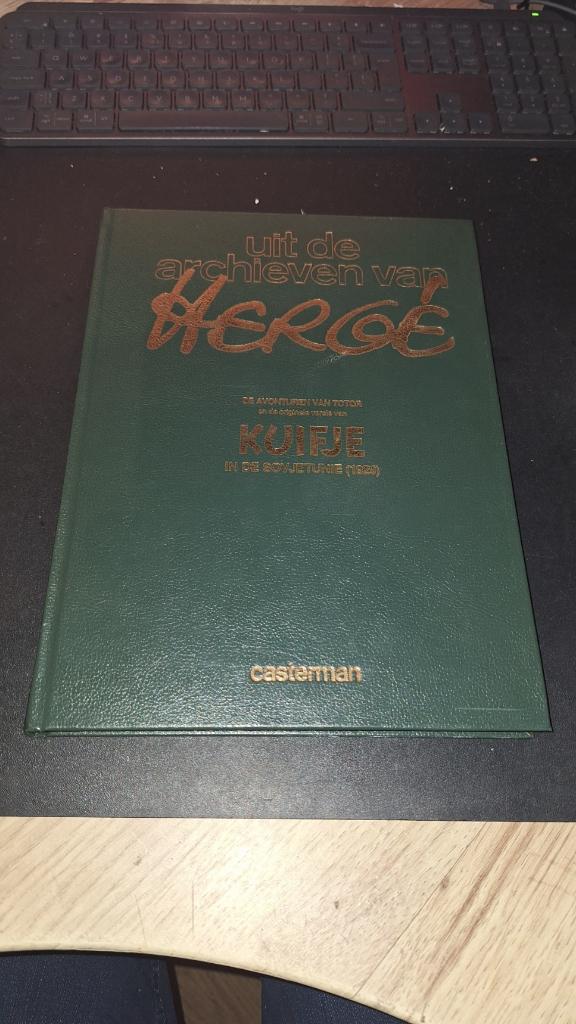 uit de
archieven van
HERGÉ
DE AVONTUREN VAN TOTOR
en de originele versie van
KUIFJE
IN DE SOVJETUNIE (1929)
casterman